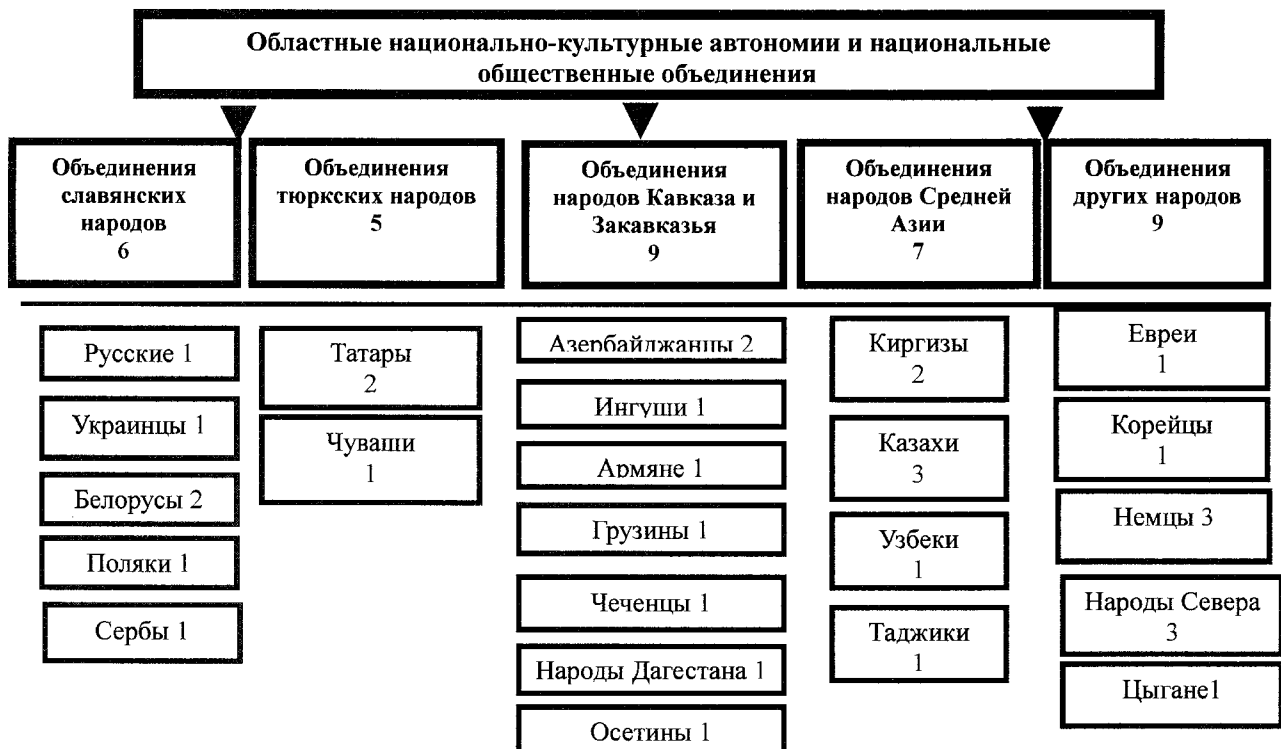 Областные национально-культурные автономии и национальные
общественные объединения
Объединения
славянских
народов
6
Объединения
тюркских народов
5
Объединения
народов Кавказа и
Закавказья
9
Объединения
народов Средней
Азии
7
Объединения
других народов
9
Русские 1
Украинцы 1
Белорусы 2
Поляки 1
Сербы 1
Татары
2
Чуваши
1
Азербайджанцы 2
Ингуши 1
Армяне 1
Грузины 1
Чеченцы 1
Народы Дагестана 1
Осетины 1
Киргизы
2
Казахи
3
Узбеки
1
Таджики
1
Евреи
1
Корейцы
1
Немцы 3
Народы Севера
3
Цыгане1